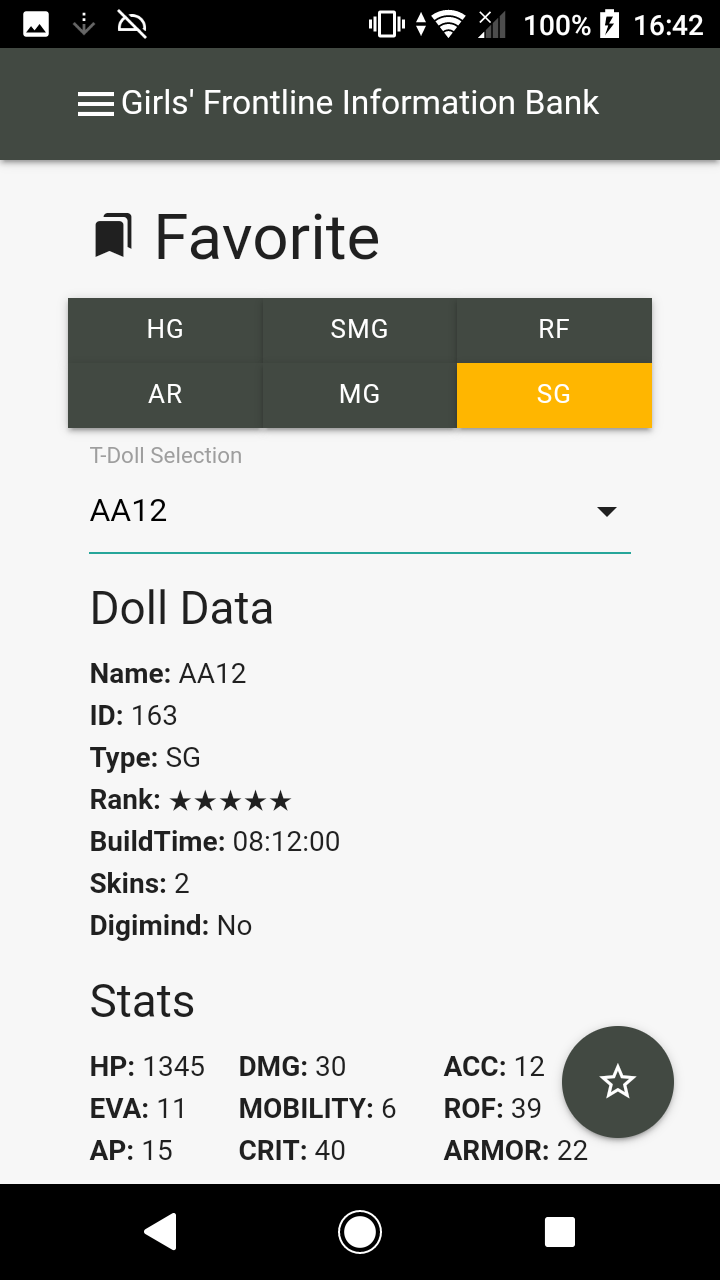 100% 16:42
Girls' Frontline Information Bank
Favorite
HG SMG RF
AR MG SG
T-Doll Selection
AA12
Doll Data
Name: AA12
ID: 163
Type: SG
Rank: ★★★★★
BuildTime: 08:12:00
Skins: 2
Digimind: No
Stats
HP: 1345 DMG: 30 ACC: 12
EVA: 11 MOBILITY: 6 ROF: 39
AP: 15 CRIT: 40 ARMOR: 22